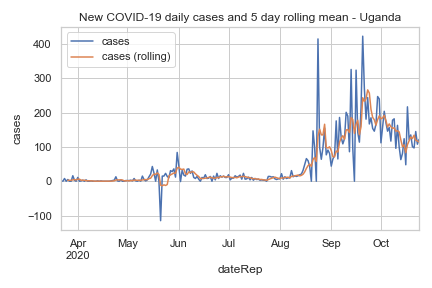 New COVID-19 daily cases and 5 day rolling mean - Uganda
cases
cases (rolling)
400
300
200
100
0
−100
cases
Apr
2020
May
Jun
Jul
Aug
Sep
Oct
dateRep